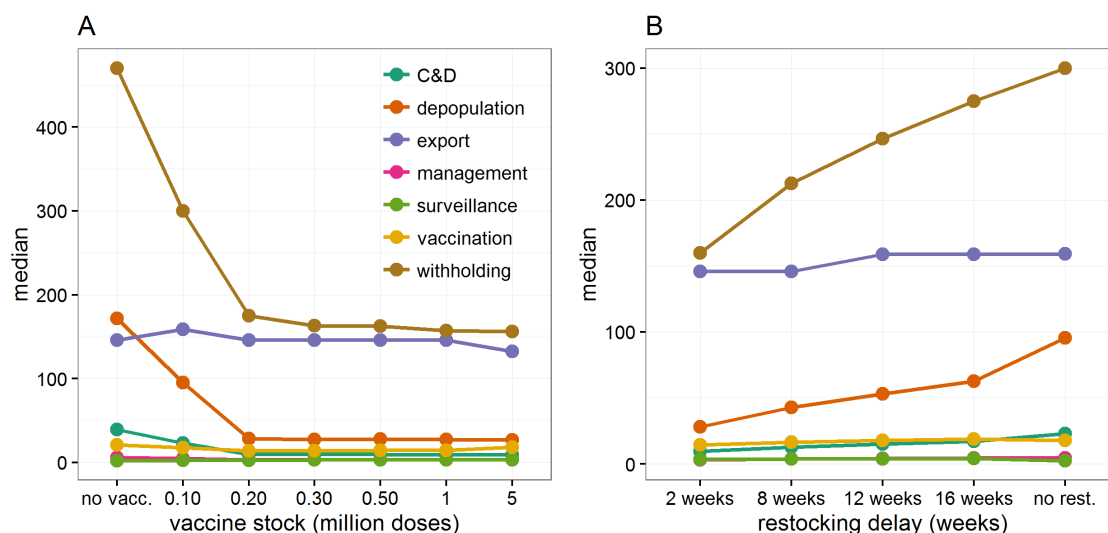 A
median
400
300
200
100
0
C&D
depopulation
export
management
surveillance
vaccination
withholding
no vacc. 0.10 0.20 0.30 0.50 1 5
vaccine stock (million doses)
B
median
300
200
100
0
2 weeks 8 weeks 12 weeks 16 weeks no rest.
restocking delay (weeks)